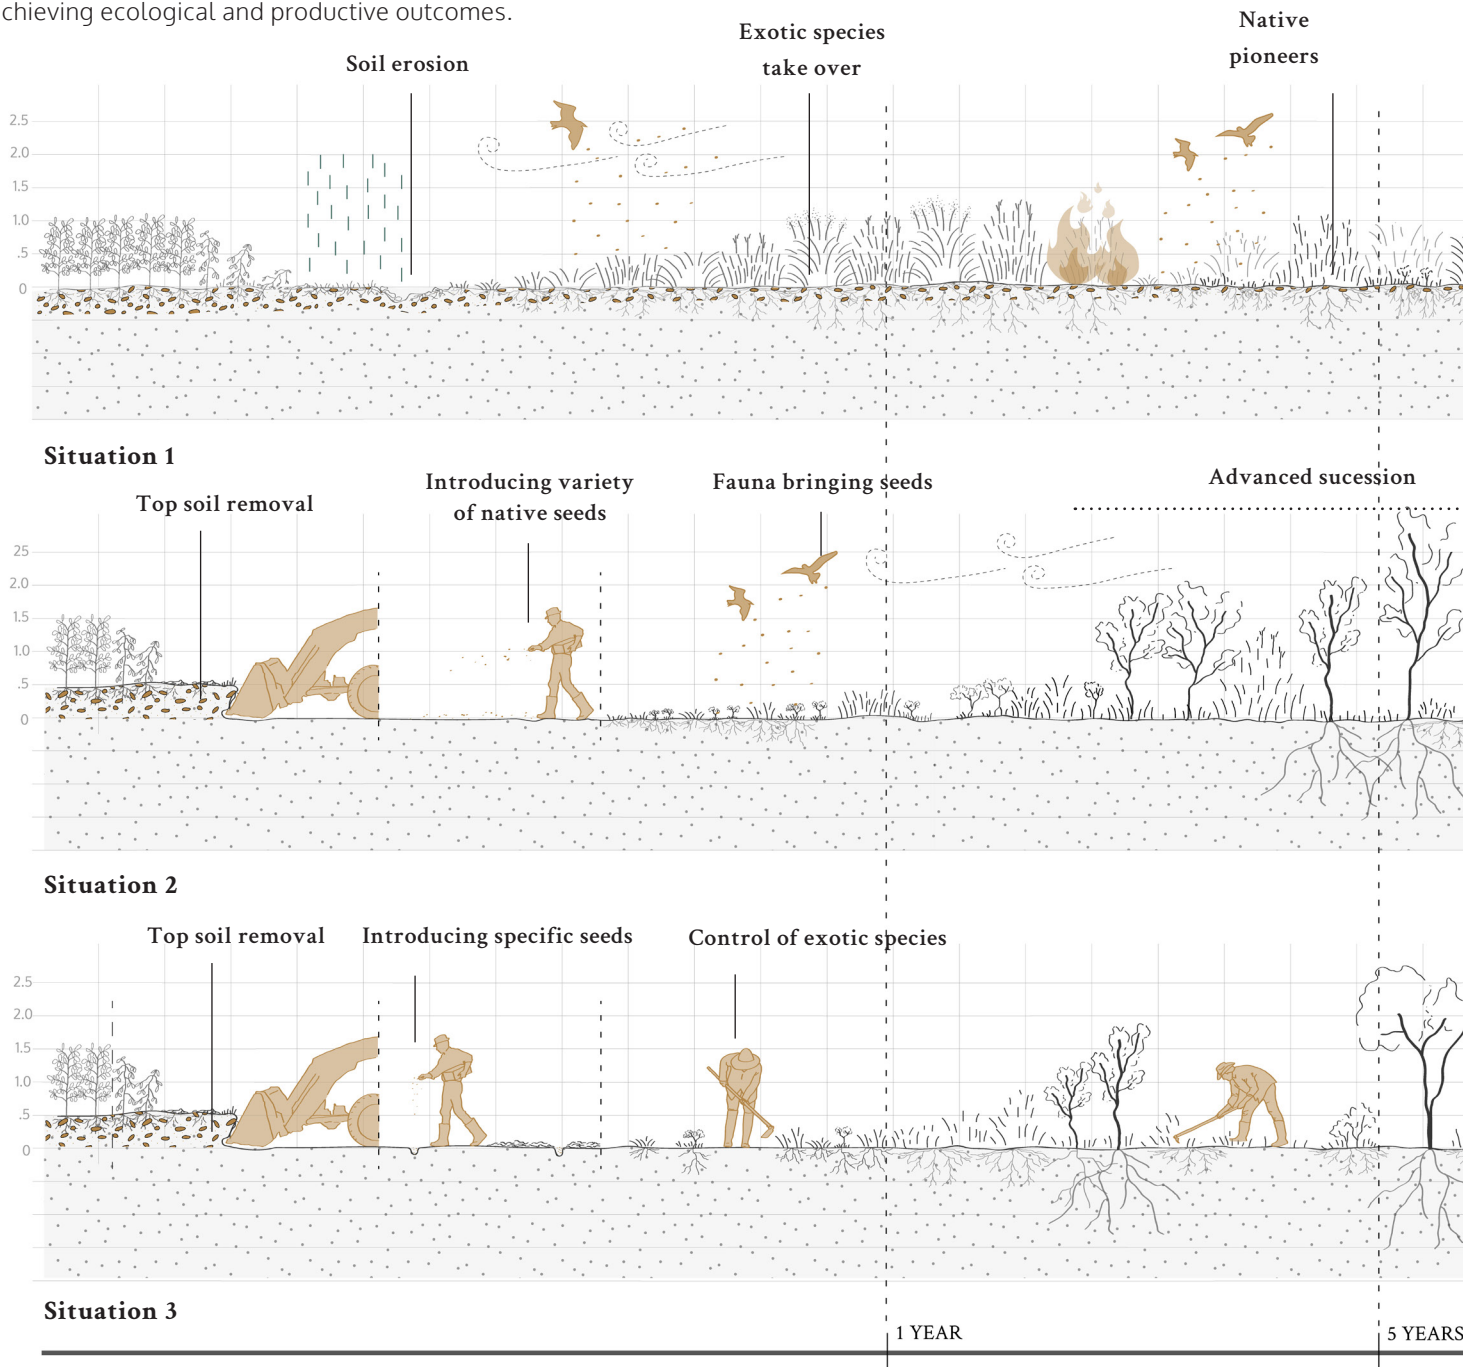 chieving ecological and productive outcomes.
Soil erosion
Exotic species
take over
Native
pioneers
2.5
2.0
1.5
1.0
.5
0
Situation 1
Top soil removal
Introducing variety
of native seeds
Fauna bringing seeds
Advanced sucession
25
2.0
1.5
1.0
.5
0
Situation 2
Top soil removal
Introducing specific seeds
Control of exotic species
2.5
2.0
1.5
1.0
.5
0
Situation 3
1 YEAR
5 YEARS